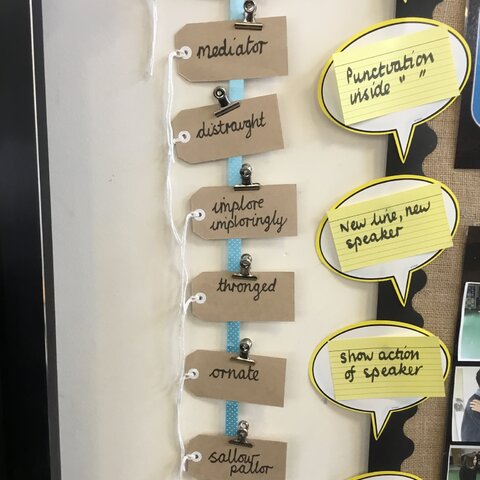 mediator
distraught
implore
imploringly
thronged
ornate
sallow
pallor
Punctuation
inside " "
New line, new
speaker
show action
of speaker